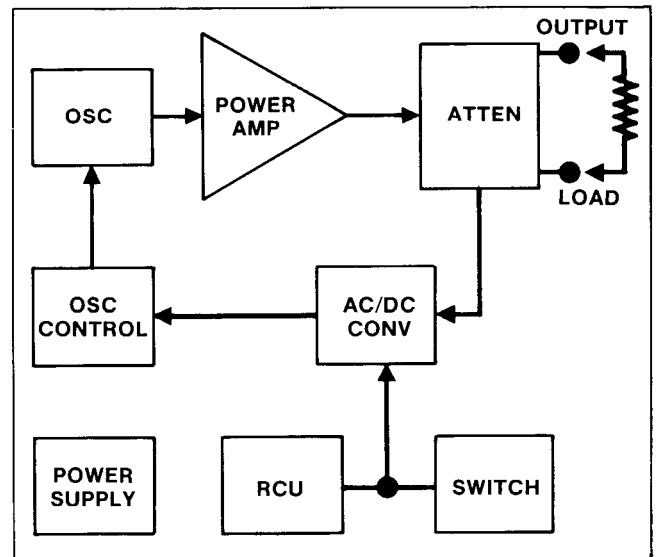 OUTPUT
OSC
POWER
AMP
ATTEN
LOAD
OSC
CONTROL
AC/DC
CONV
POWER
SUPPLY
RCU
SWITCH